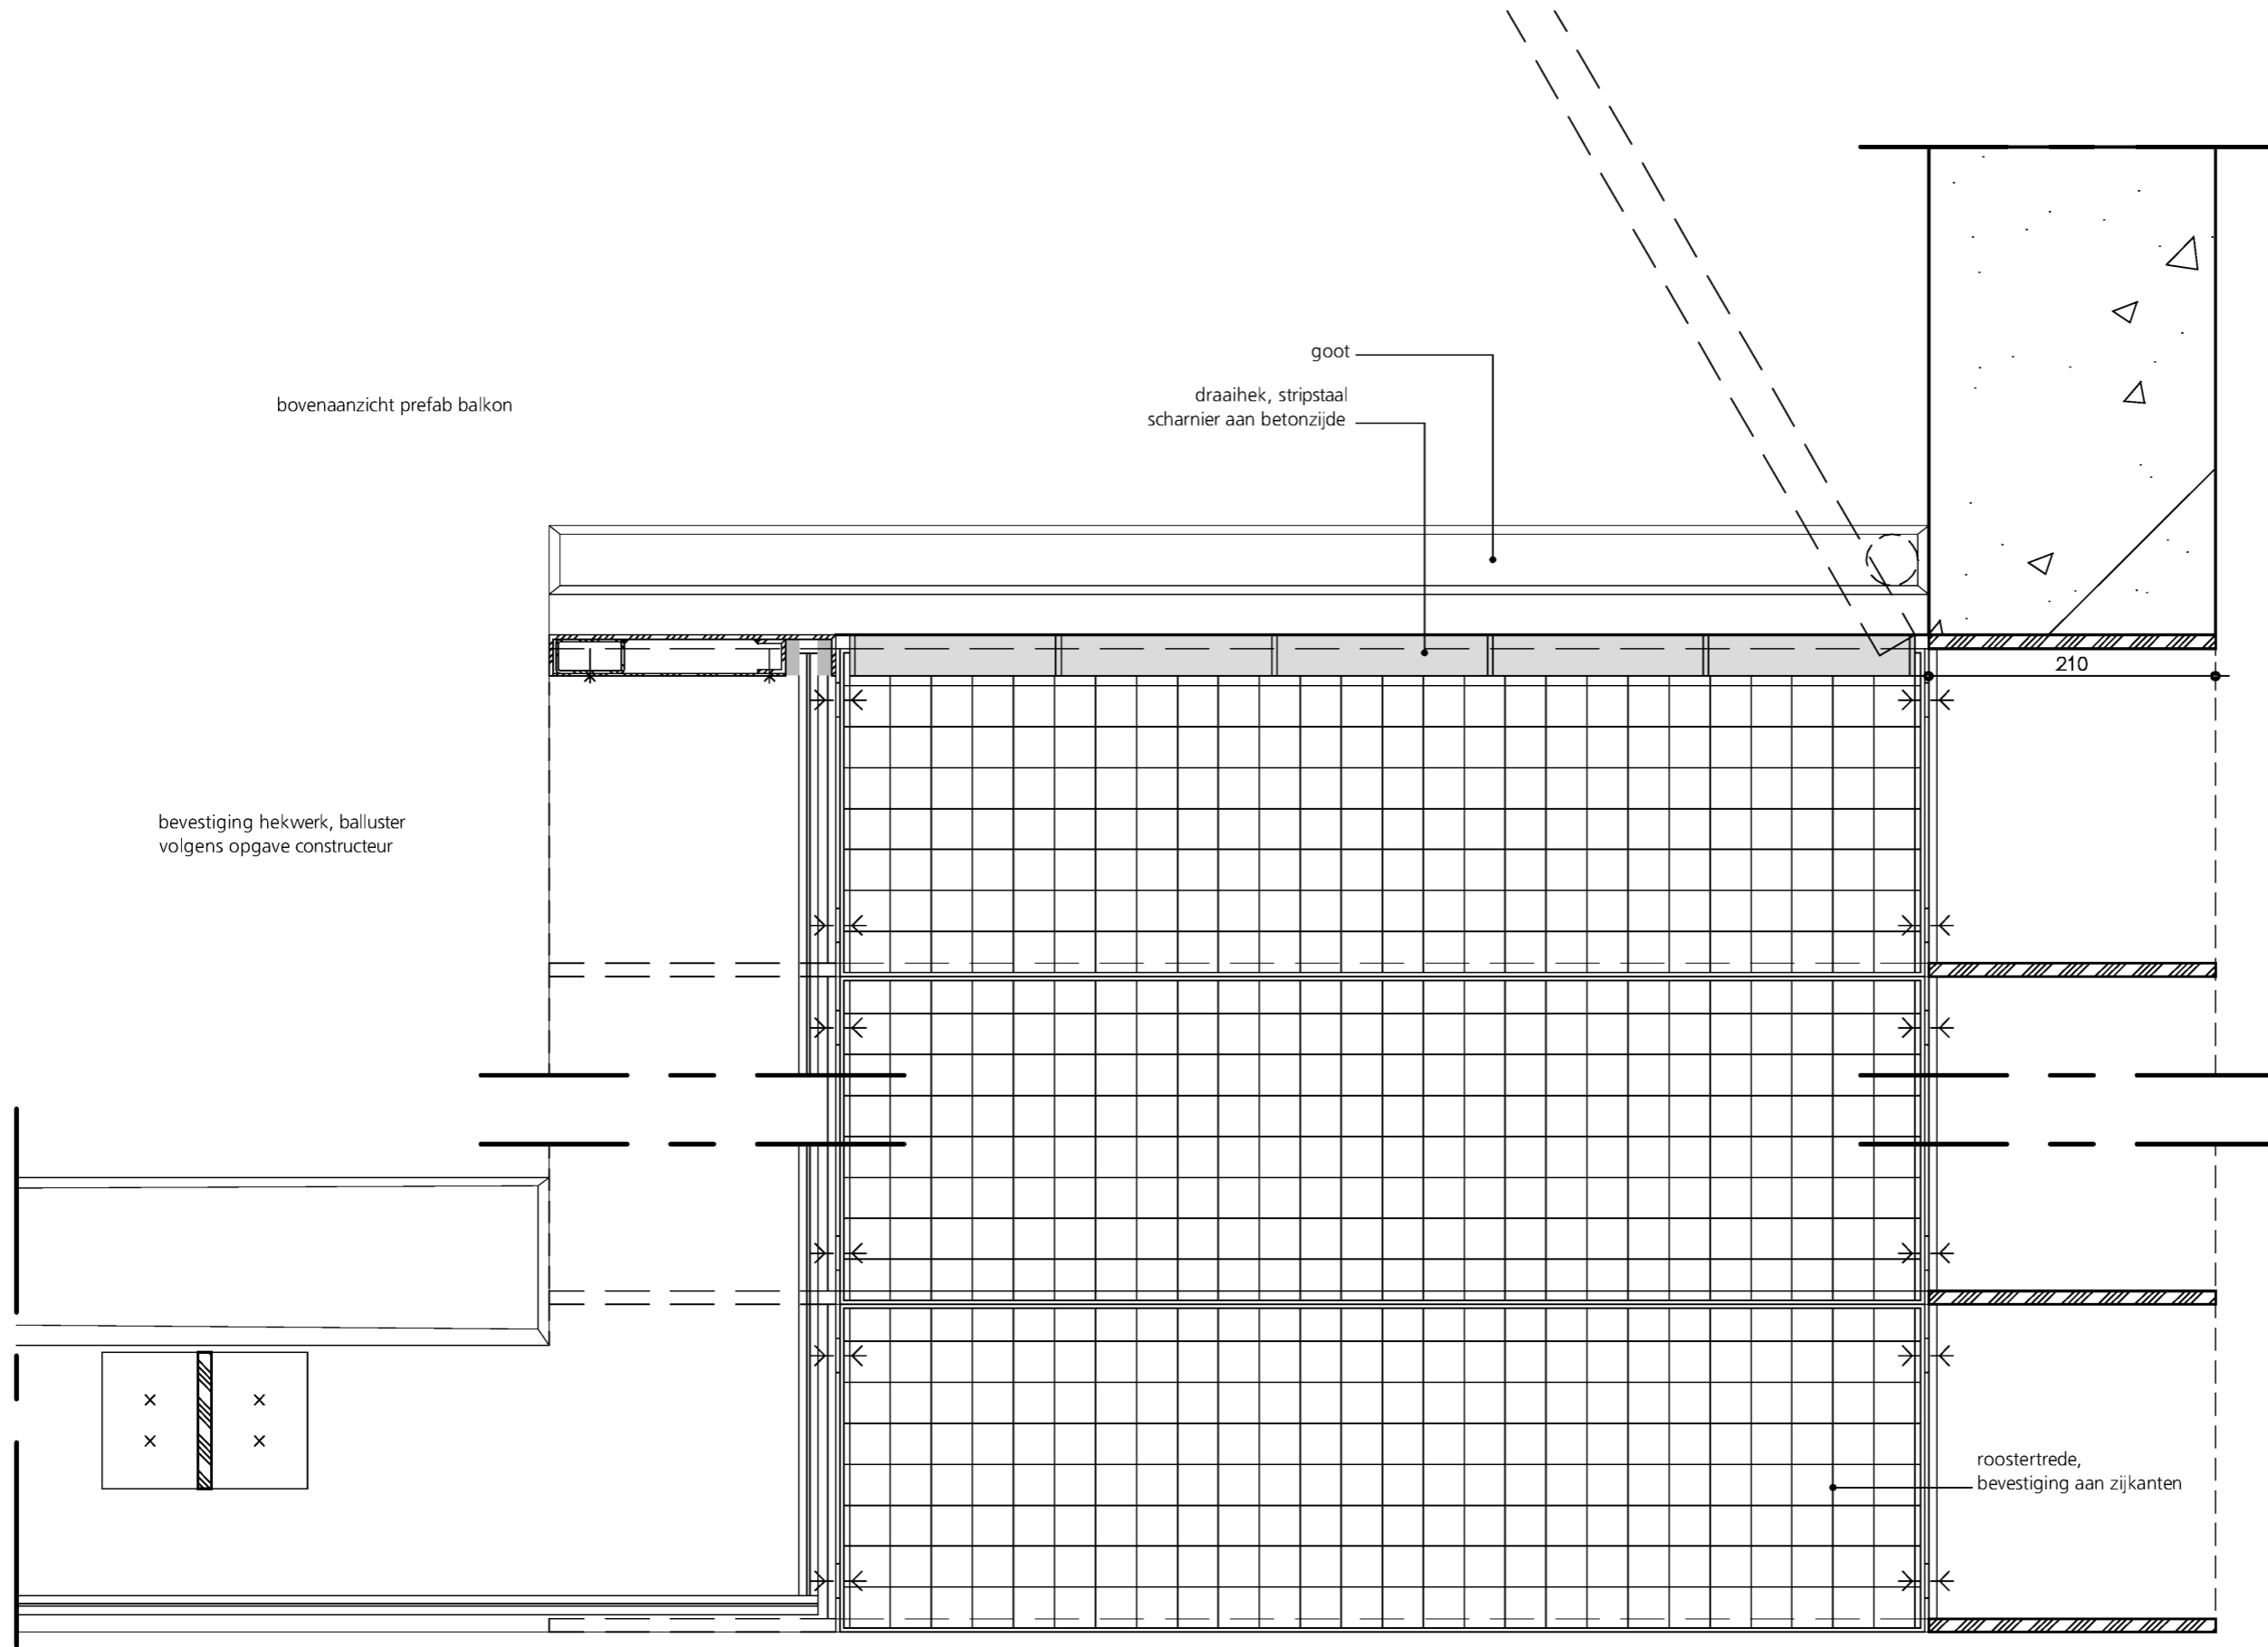 goot
draaihek, stripstaal
scharnier aan betonzijde
bovenaanzicht prefab balkon
210
bevestiging hekwerk, balluster
volgens opgave constructeur
roostertrede,
bevestiging aan zijkanten